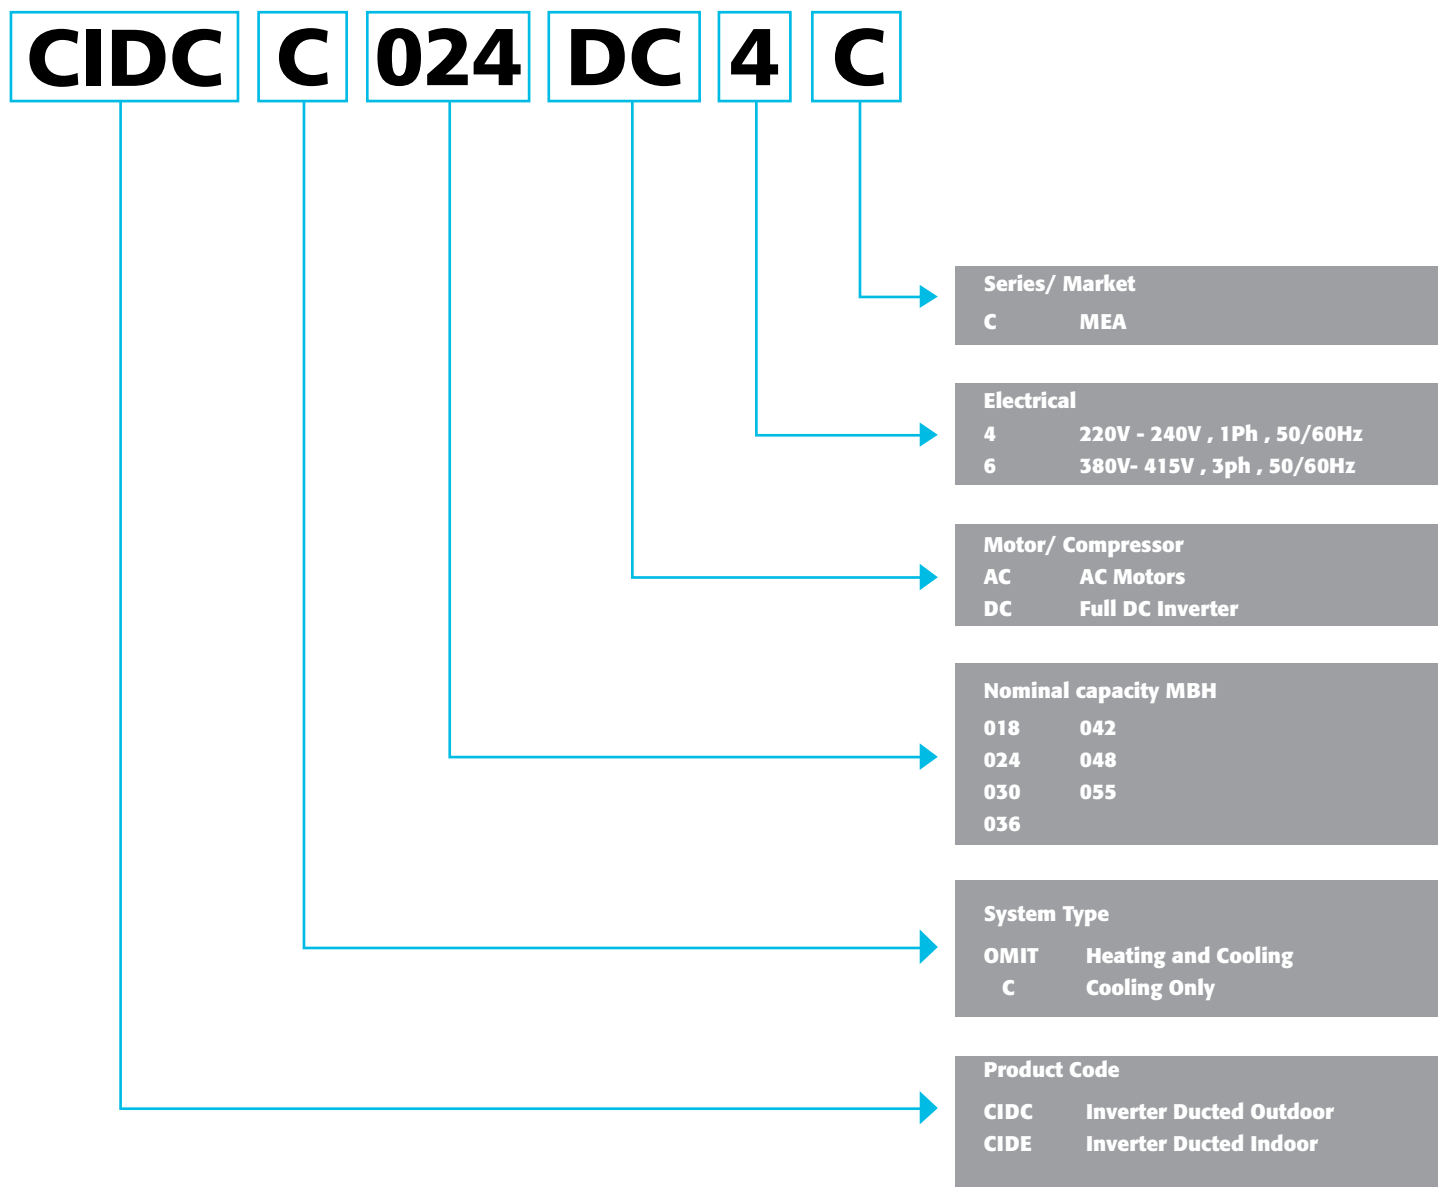 CIDC C 024 DC 4 C
Series/ Market
C MEA
Electrical
4 220V - 240V , 1Ph , 50/60Hz
6 380V- 415V , 3ph , 50/60Hz
Motor/ Compressor
AC AC Motors
DC Full DC Inverter
Nominal capacity MBH
018 042
024 048
030 055
036
System Type
OMIT Heating and Cooling
C Cooling Only
Product Code
CIDC Inverter Ducted Outdoor
CIDE Inverter Ducted Indoor